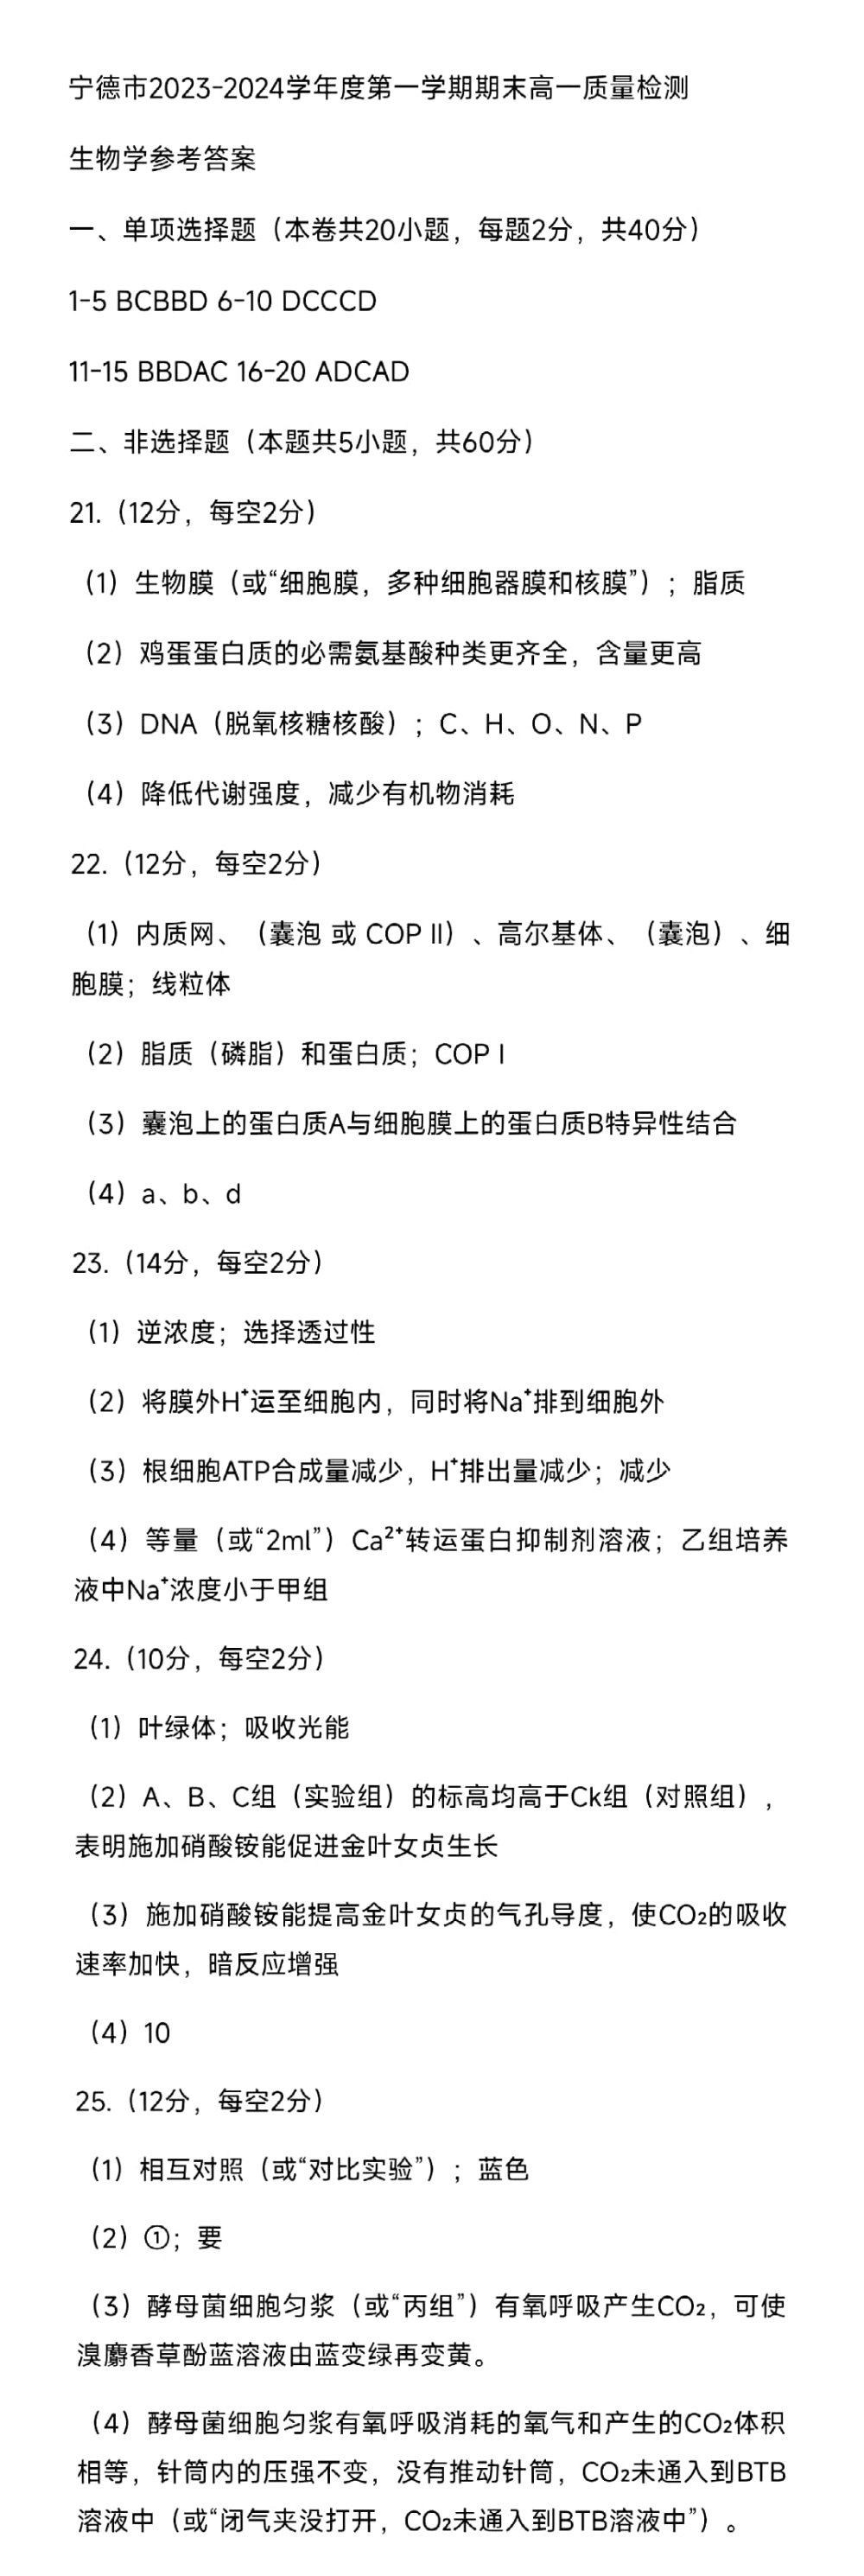 宁德市2023-2024学年度第一学期期末高一质量检测
生物学参考答案
一、单项选择题（本卷共20小题，每题2分，共40分）
1-5 BCBBD 6-10 DCCCD
11-15 BBDAC 16-20 ADCAD
二、非选择题（本题共5小题，共60分）
21.（12分，每空2分）
（1）生物膜（或“细胞膜，多种细胞器膜和核膜”）；脂质
（2）鸡蛋蛋白质的必需氨基酸种类更齐全，含量更高
（3）DNA（脱氧核糖核酸）；C、H、O、N、P
（4）降低代谢强度，减少有机物消耗
22.（12分，每空2分）
（1）内质网、（囊泡 或 COP II）、高尔基体、（囊泡）、细
胞膜；线粒体
（2）脂质（磷脂）和蛋白质；COP I
（3）囊泡上的蛋白质A与细胞膜上的蛋白质B特异性结合
（4）a、b、d
23.（14分，每空2分）
（1）逆浓度；选择透过性
（2）将膜外H⁺运至细胞内，同时将Na⁺排到细胞外
（3）根细胞ATP合成量减少，H⁺排出量减少；减少
（4）等量（或“2ml”）Ca²⁺转运蛋白抑制剂溶液；乙组培养
液中Na⁺浓度小于甲组
24.（10分，每空2分）
（1）叶绿体；吸收光能
（2）A、B、C组（实验组）的标高均高于Ck组（对照组），
表明施加硝酸铵能促进金叶女贞生长
（3）施加硝酸铵能提高金叶女贞的气孔导度，使CO₂的吸收
速率加快，暗反应增强
（4）10
25.（12分，每空2分）
（1）相互对照（或“对比实验”）；蓝色
（2）①；要
（3）酵母菌细胞匀浆（或“丙组”）有氧呼吸产生CO₂，可使
溴麝香草酚蓝溶液由蓝变绿再变黄。
（4）酵母菌细胞匀浆有氧呼吸消耗的氧气和产生的CO₂体积
相等，针筒内的压强不变，没有推动针筒，CO₂未通入到BTB
溶液中（或“闭气夹没打开，CO₂未通入到BTB溶液中”）。